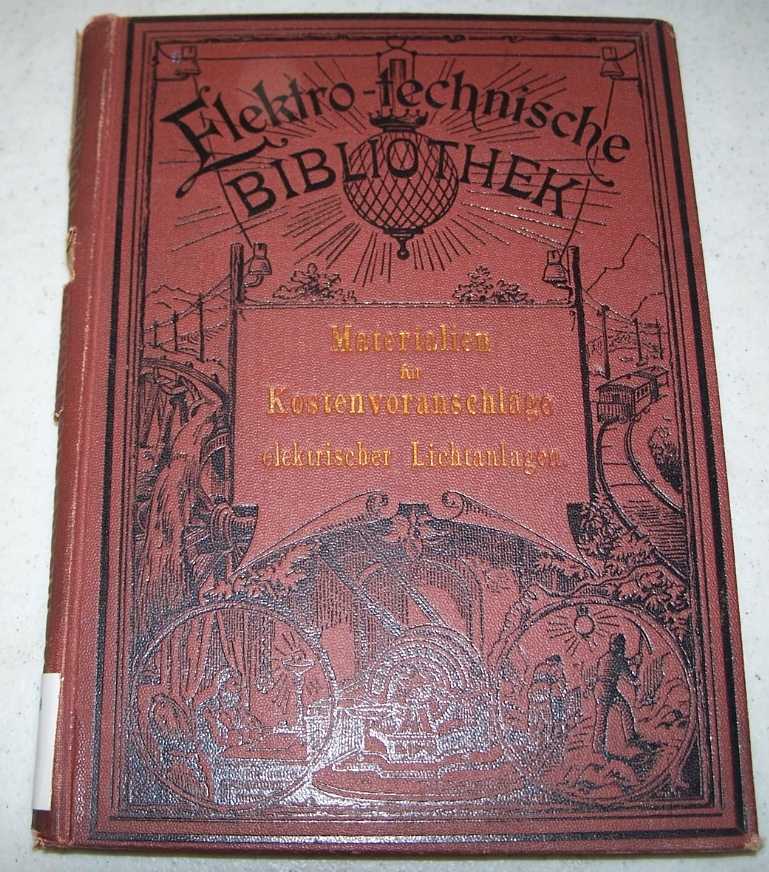 Elektro-technische
BIBLIOTHEK
Materialien
für
Kostenvoranschläge
elektrischer Lichtanlagen.